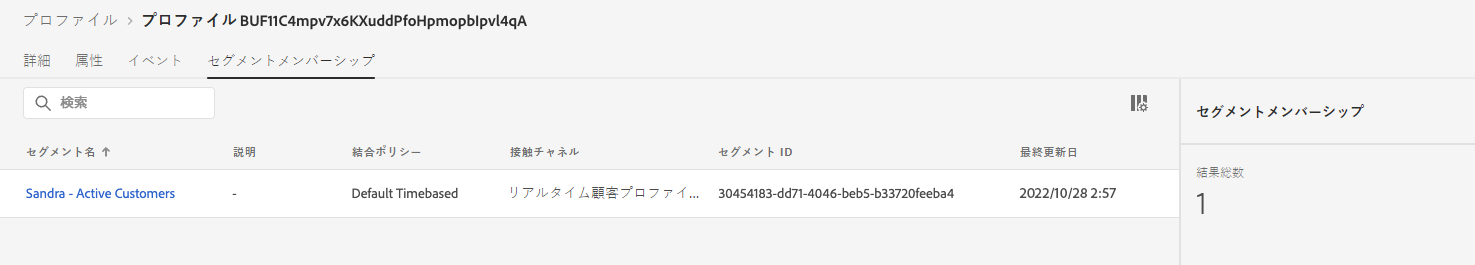 プロファイル > プロファイル BUF11C4mpv7x6KXuddPfoHpmopbIpvl4qA
詳細 属性 イベント セグメントメンバーシップ
検索
セグメントメンバーシップ
セグメント名 ↑ 説明 結合ポリシー 接触チャネル セグメント ID 最終更新日
Sandra - Active Customers - Default Timebased リアルタイム顧客プロファイ... 30454183-dd71-4046-beb5-b33720feeba4 2022/10/28 2:57
結果総数
1